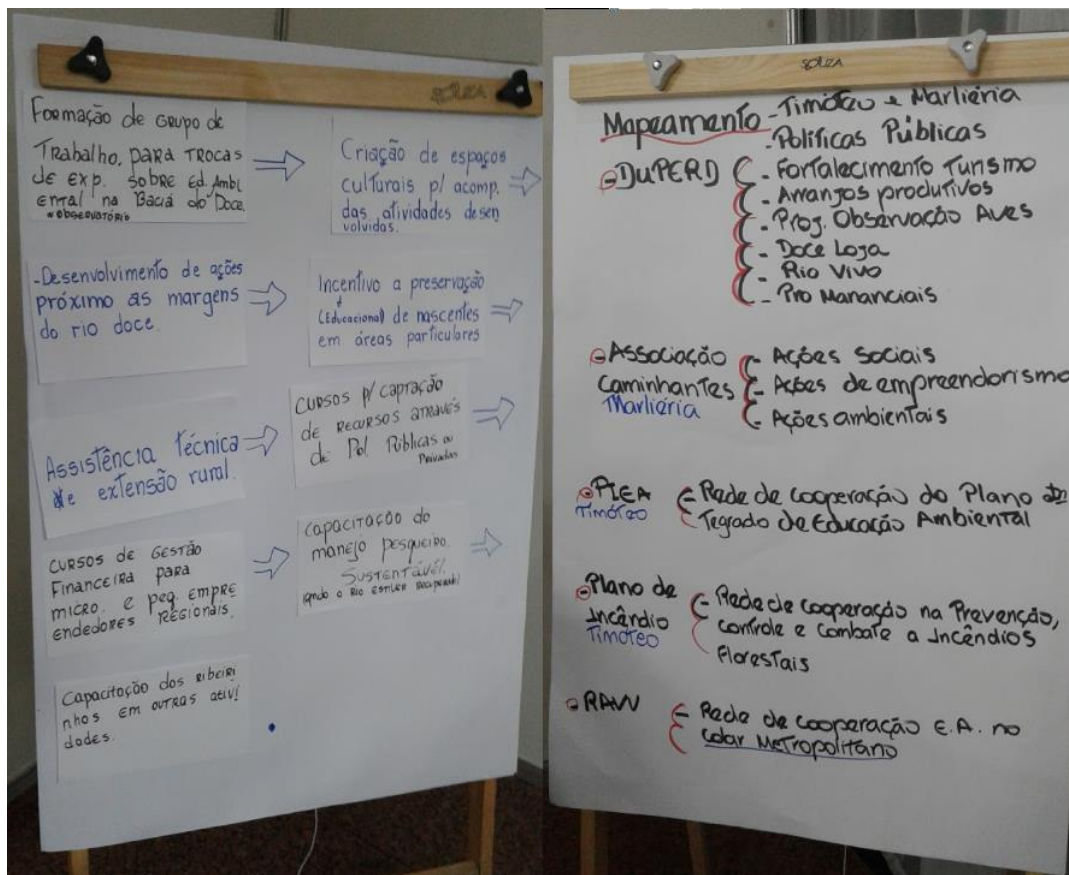 SOUZA
Formação de Grupo de
Trabalho, para trocas
de exp. sobre Ed. Ambi
ental na Bacia do Doce.
observatório
Criação de espaços
culturais p/ acomp.
das atividades desen
volvidas.
-Desenvolvimento de ações
próximo as margens
do rio doce.
Incentivo a preservação
(Educacional) de nascentes
em áreas particulares
Assistência técnica
e extensão rural.
Cursos p/ captação
de recursos através
de Pol. Públicas ou
Privadas
Cursos de Gestão
Financeira para
micro. e peq. empre
endedores regionais.
Capacitação do
manejo pesqueiro.
Sustentável.
(qndo o Rio estiver recuperado)
Capacitação dos ribeiri
nhos em outras ativi
dades.
SOUZA
Mapeamento - Timóteo e Marliéria
- Políticas Públicas
- DuPERD - Fortalecimento Turismo
- Arranjos produtivos
- Proj. Observação Aves
- Doce Loja
- Rio Vivo
- Pro Mananciais
- Associação - Ações Sociais
Caminhantes - Ações de empreendorismo
Marliéria - Ações ambientais
- PIEA - Rede de cooperação do Plano In
Timóteo Tegrado de Educação Ambiental
- Plano de - Rede de cooperação na Prevenção,
Incêndio controle e combate a Incêndios
Timóteo Florestais
- RAVV - Rede de cooperação E.A. no
colar Metropolitano